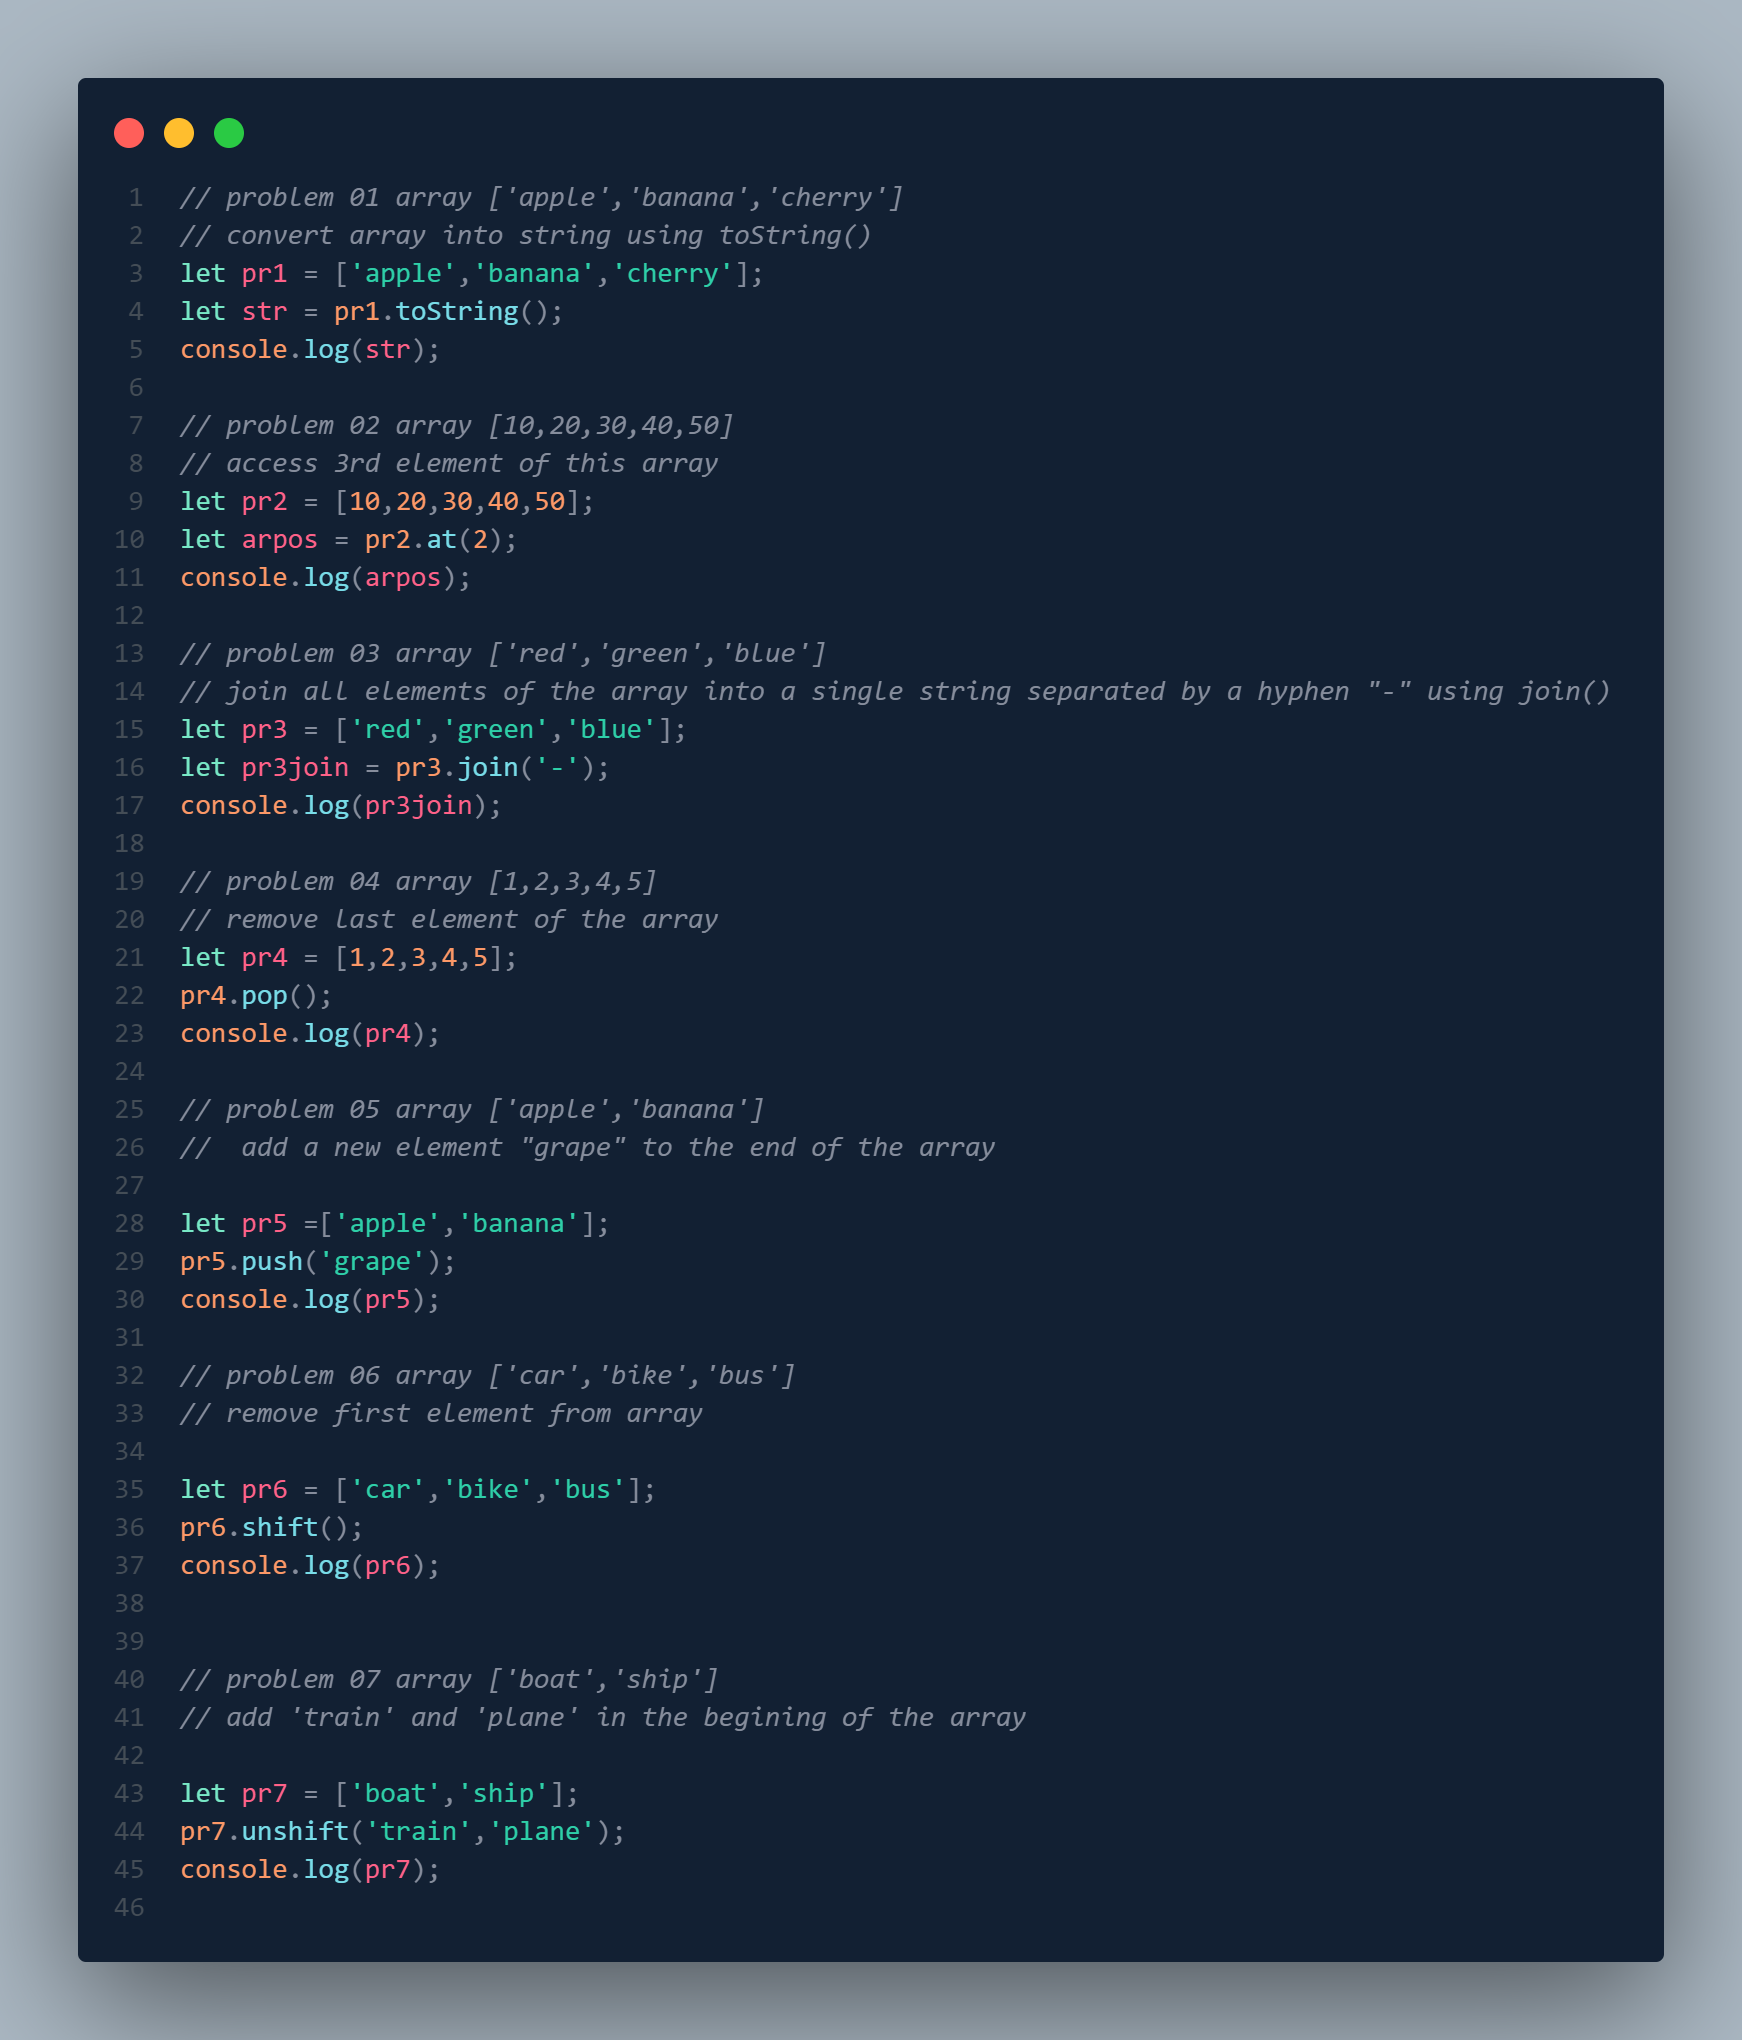 1 // problem 01 array ['apple','banana','cherry']
2 // convert array into string using toString()
3 let pr1 = ['apple','banana','cherry'];
4 let str = pr1.toString();
5 console.log(str);
6
7 // problem 02 array [10,20,30,40,50]
8 // access 3rd element of this array
9 let pr2 = [10,20,30,40,50];
10 let arpos = pr2.at(2);
11 console.log(arpos);
12
13 // problem 03 array ['red','green','blue']
14 // join all elements of the array into a single string separated by a hyphen "-" using join()
15 let pr3 = ['red','green','blue'];
16 let pr3join = pr3.join('-');
17 console.log(pr3join);
18
19 // problem 04 array [1,2,3,4,5]
20 // remove last element of the array
21 let pr4 = [1,2,3,4,5];
22 pr4.pop();
23 console.log(pr4);
24
25 // problem 05 array ['apple','banana']
26 //  add a new element "grape" to the end of the array
27
28 let pr5 =['apple','banana'];
29 pr5.push('grape');
30 console.log(pr5);
31
32 // problem 06 array ['car','bike','bus']
33 // remove first element from array
34
35 let pr6 = ['car','bike','bus'];
36 pr6.shift();
37 console.log(pr6);
38
39
40 // problem 07 array ['boat','ship']
41 // add 'train' and 'plane' in the begining of the array
42
43 let pr7 = ['boat','ship'];
44 pr7.unshift('train','plane');
45 console.log(pr7);
46